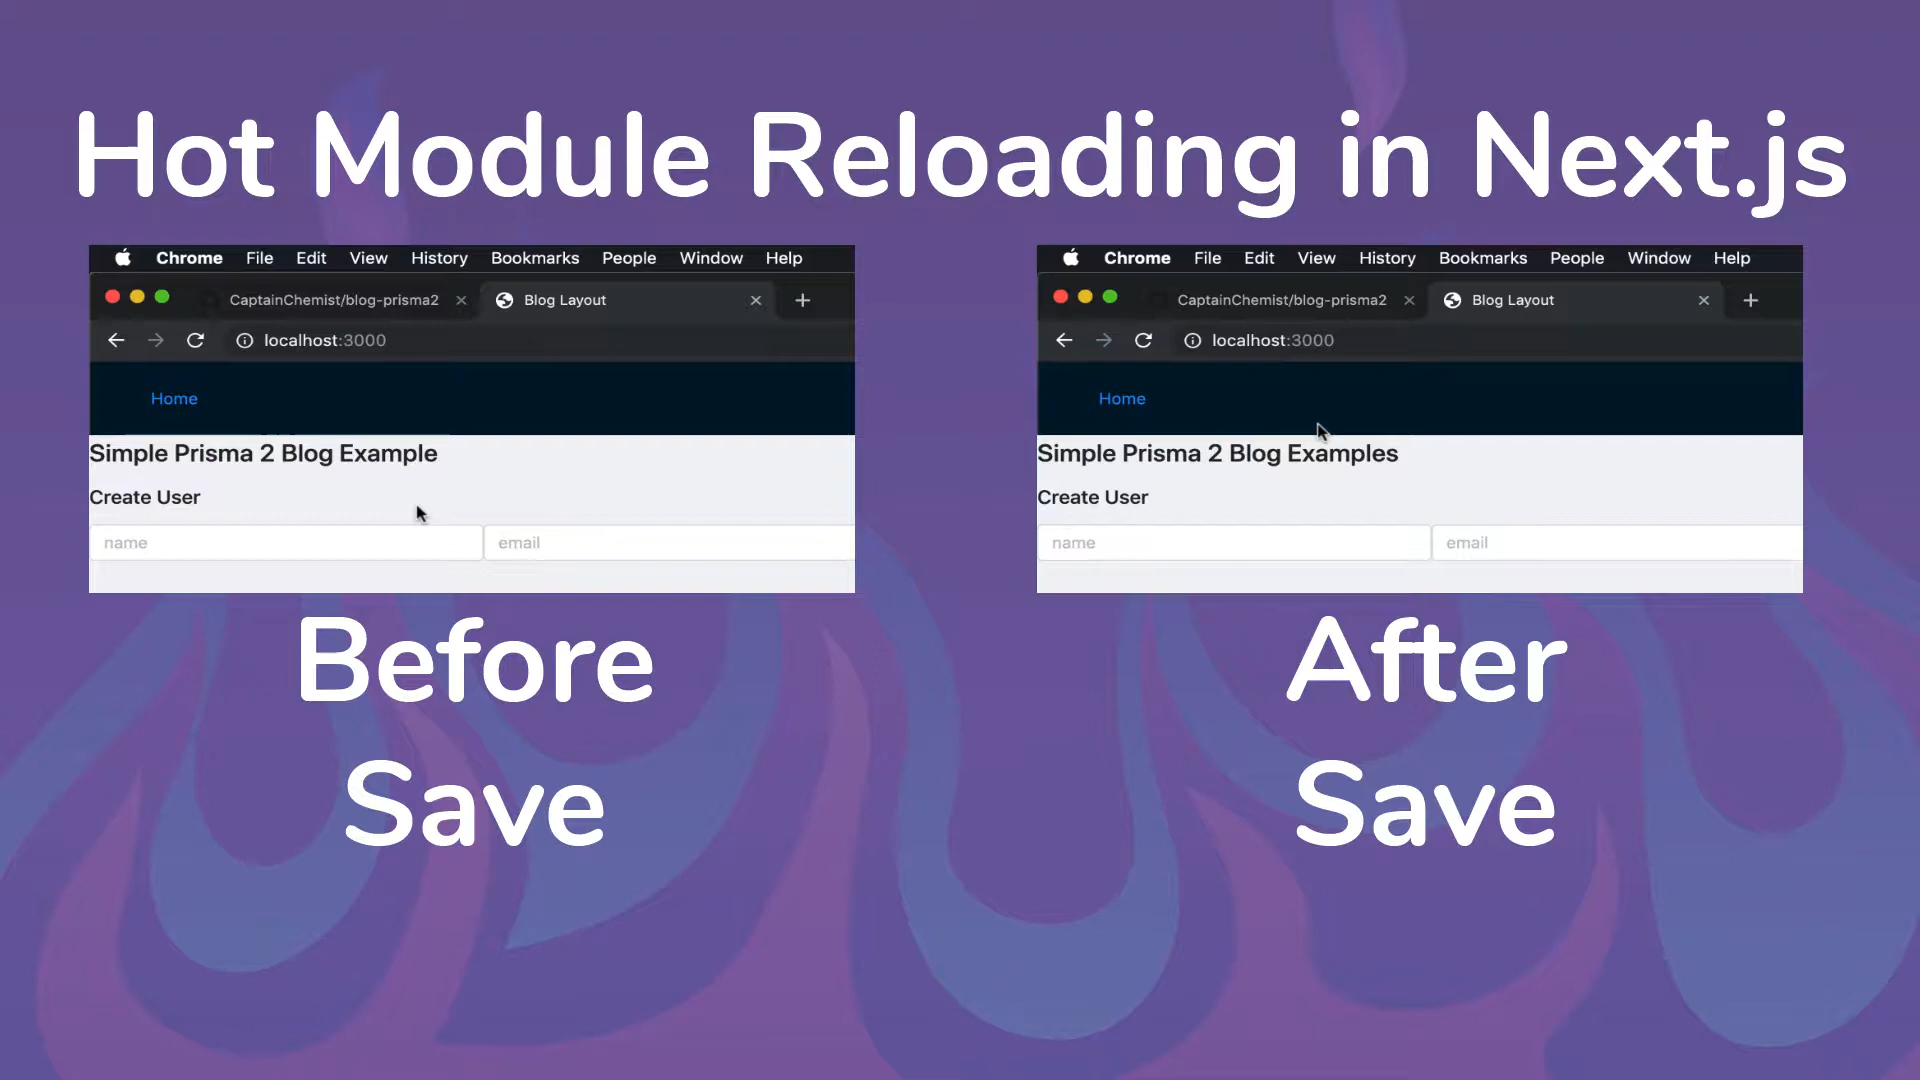 Hot Module Reloading in Next.js
Chrome File Edit View History Bookmarks People Window Help
CaptainChemist/blog-prisma2 Blog Layout
localhost:3000
Home
Simple Prisma 2 Blog Example
Create User
name email
Before
Save
Chrome File Edit View History Bookmarks People Window Help
CaptainChemist/blog-prisma2 Blog Layout
localhost:3000
Home
Simple Prisma 2 Blog Examples
Create User
name email
After
Save